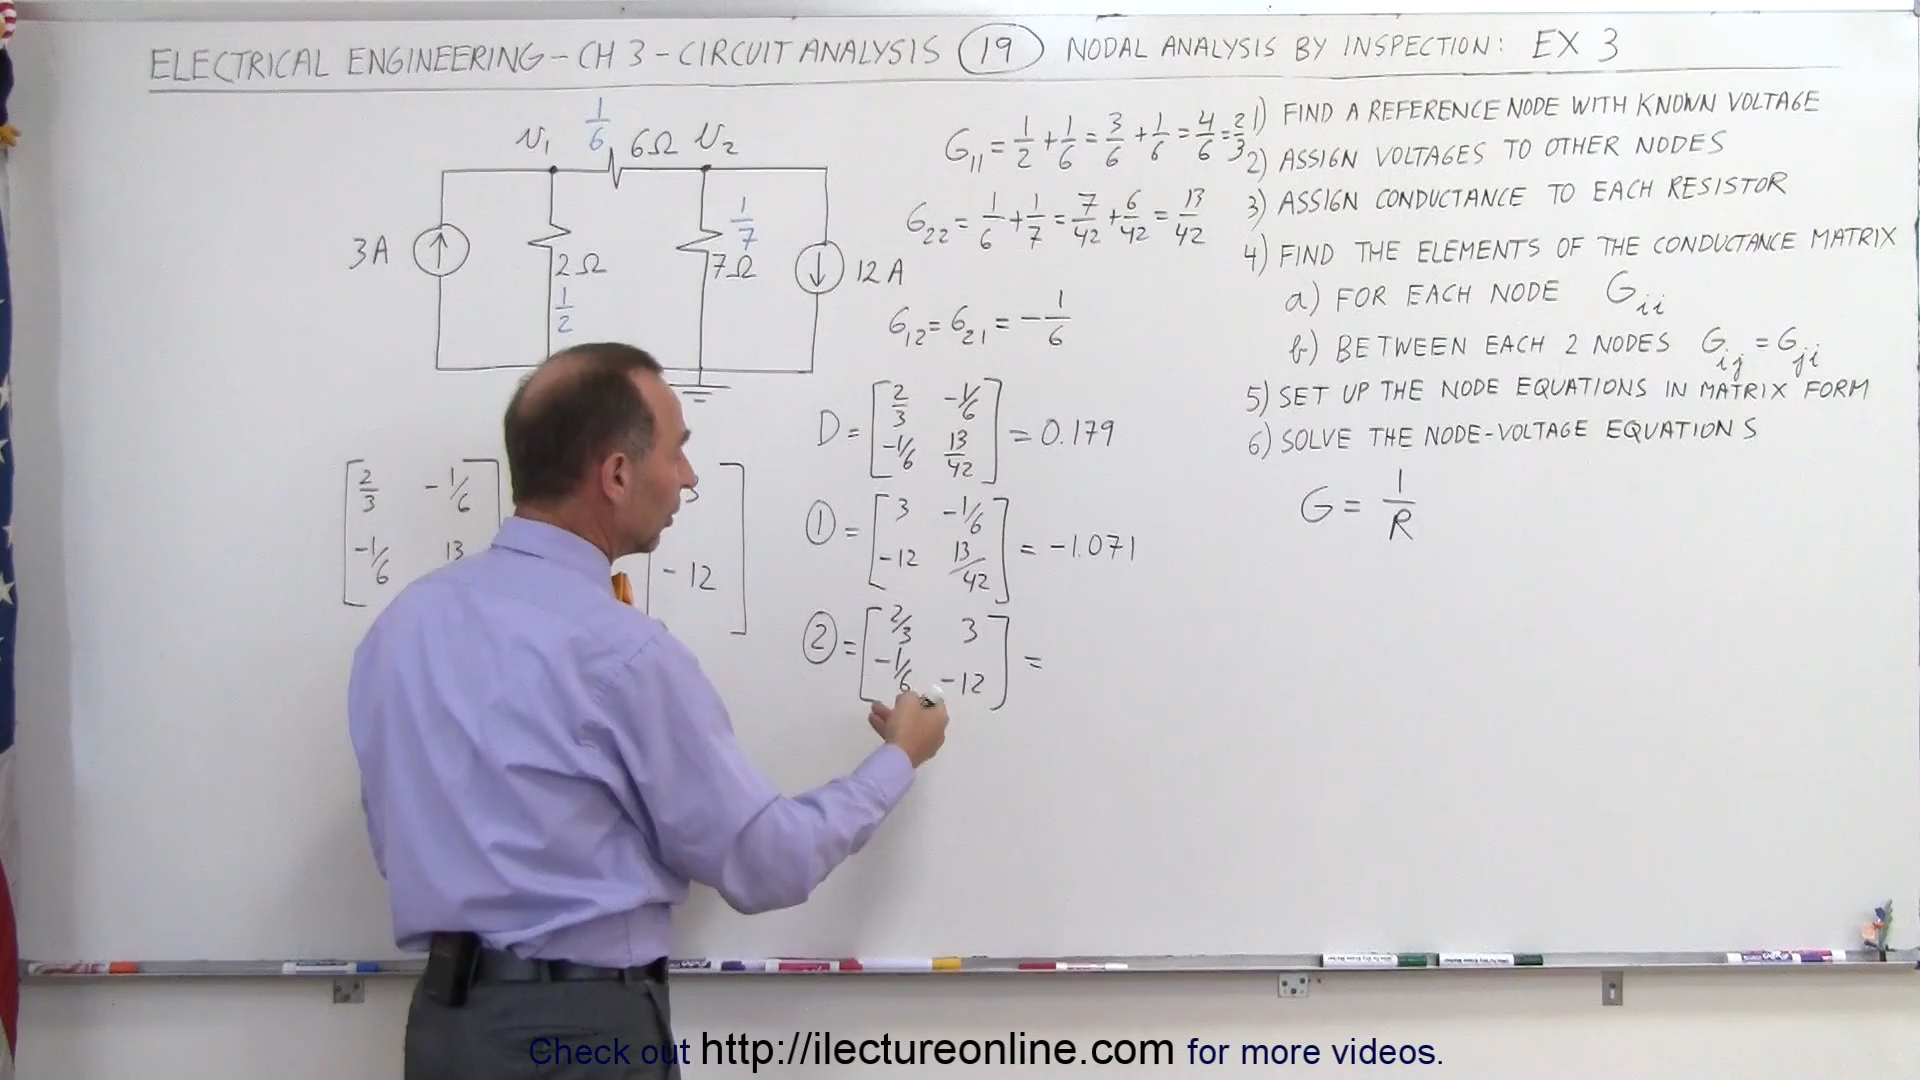 ELECTRICAL ENGINEERING – CH 3 – CIRCUIT ANALYSIS 19 NODAL ANALYSIS BY INSPECTION: EX 3
V₁ 1/6 6Ω V₂
3A
2Ω
1/2
1/7
7Ω
12A
G₁₁ = 1/2 + 1/6 = 3/6 + 1/6 = 4/6 = 2/3
G₂₂ = 1/6 + 1/7 = 7/42 + 6/42 = 13/42
G₁₂ = G₂₁ = -1/6
2/3 -1/6
-1/6 13
-12
D = [2/3 -1/6
-1/6 13/42] = 0.179
① = [3 -1/6
-12 13/42] = -1.071
② = [2/3 3
-1/6 -12] =
1) FIND A REFERENCE NODE WITH KNOWN VOLTAGE
2) ASSIGN VOLTAGES TO OTHER NODES
3) ASSIGN CONDUCTANCE TO EACH RESISTOR
4) FIND THE ELEMENTS OF THE CONDUCTANCE MATRIX
a) FOR EACH NODE Gii
b) BETWEEN EACH 2 NODES Gij = Gji
5) SET UP THE NODE EQUATIONS IN MATRIX FORM
6) SOLVE THE NODE-VOLTAGE EQUATIONS
G = 1/R
Check out http://ilectureonline.com for more videos.